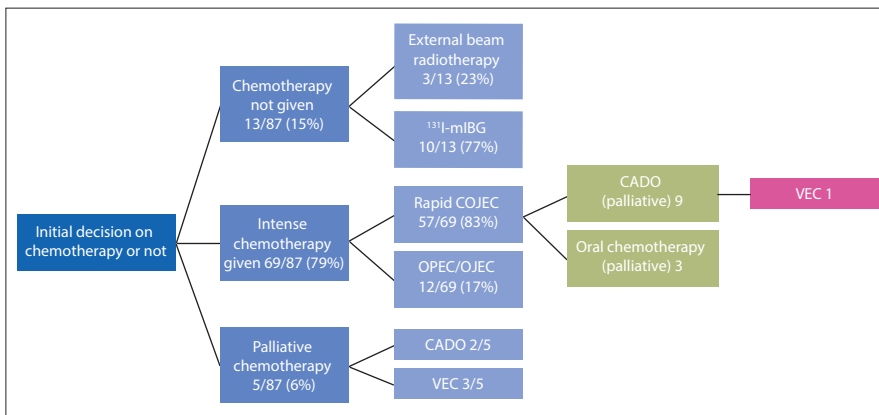 Initial decision on
chemotherapy or not
Chemotherapy
not given
13/87 (15%)
Intense
chemotherapy
given 69/87 (79%)
Palliative
chemotherapy
5/87 (6%)
External beam
radiotherapy
3/13 (23%)
¹³¹I-mIBG
10/13 (77%)
Rapid COJEC
57/69 (83%)
OPEC/OJEC
12/69 (17%)
CADO 2/5
VEC 3/5
CADO
(palliative) 9
Oral chemotherapy
(palliative) 3
VEC 1